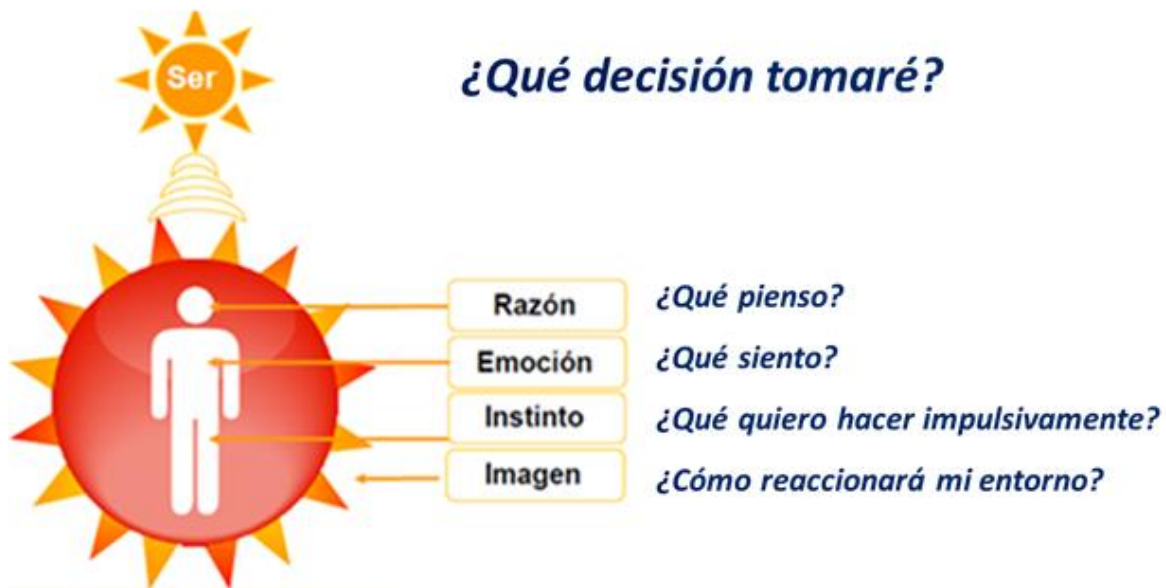 Ser
¿Qué decisión tomaré?
Razón
¿Qué pienso?
Emoción
¿Qué siento?
Instinto
¿Qué quiero hacer impulsivamente?
Imagen
¿Cómo reaccionará mi entorno?